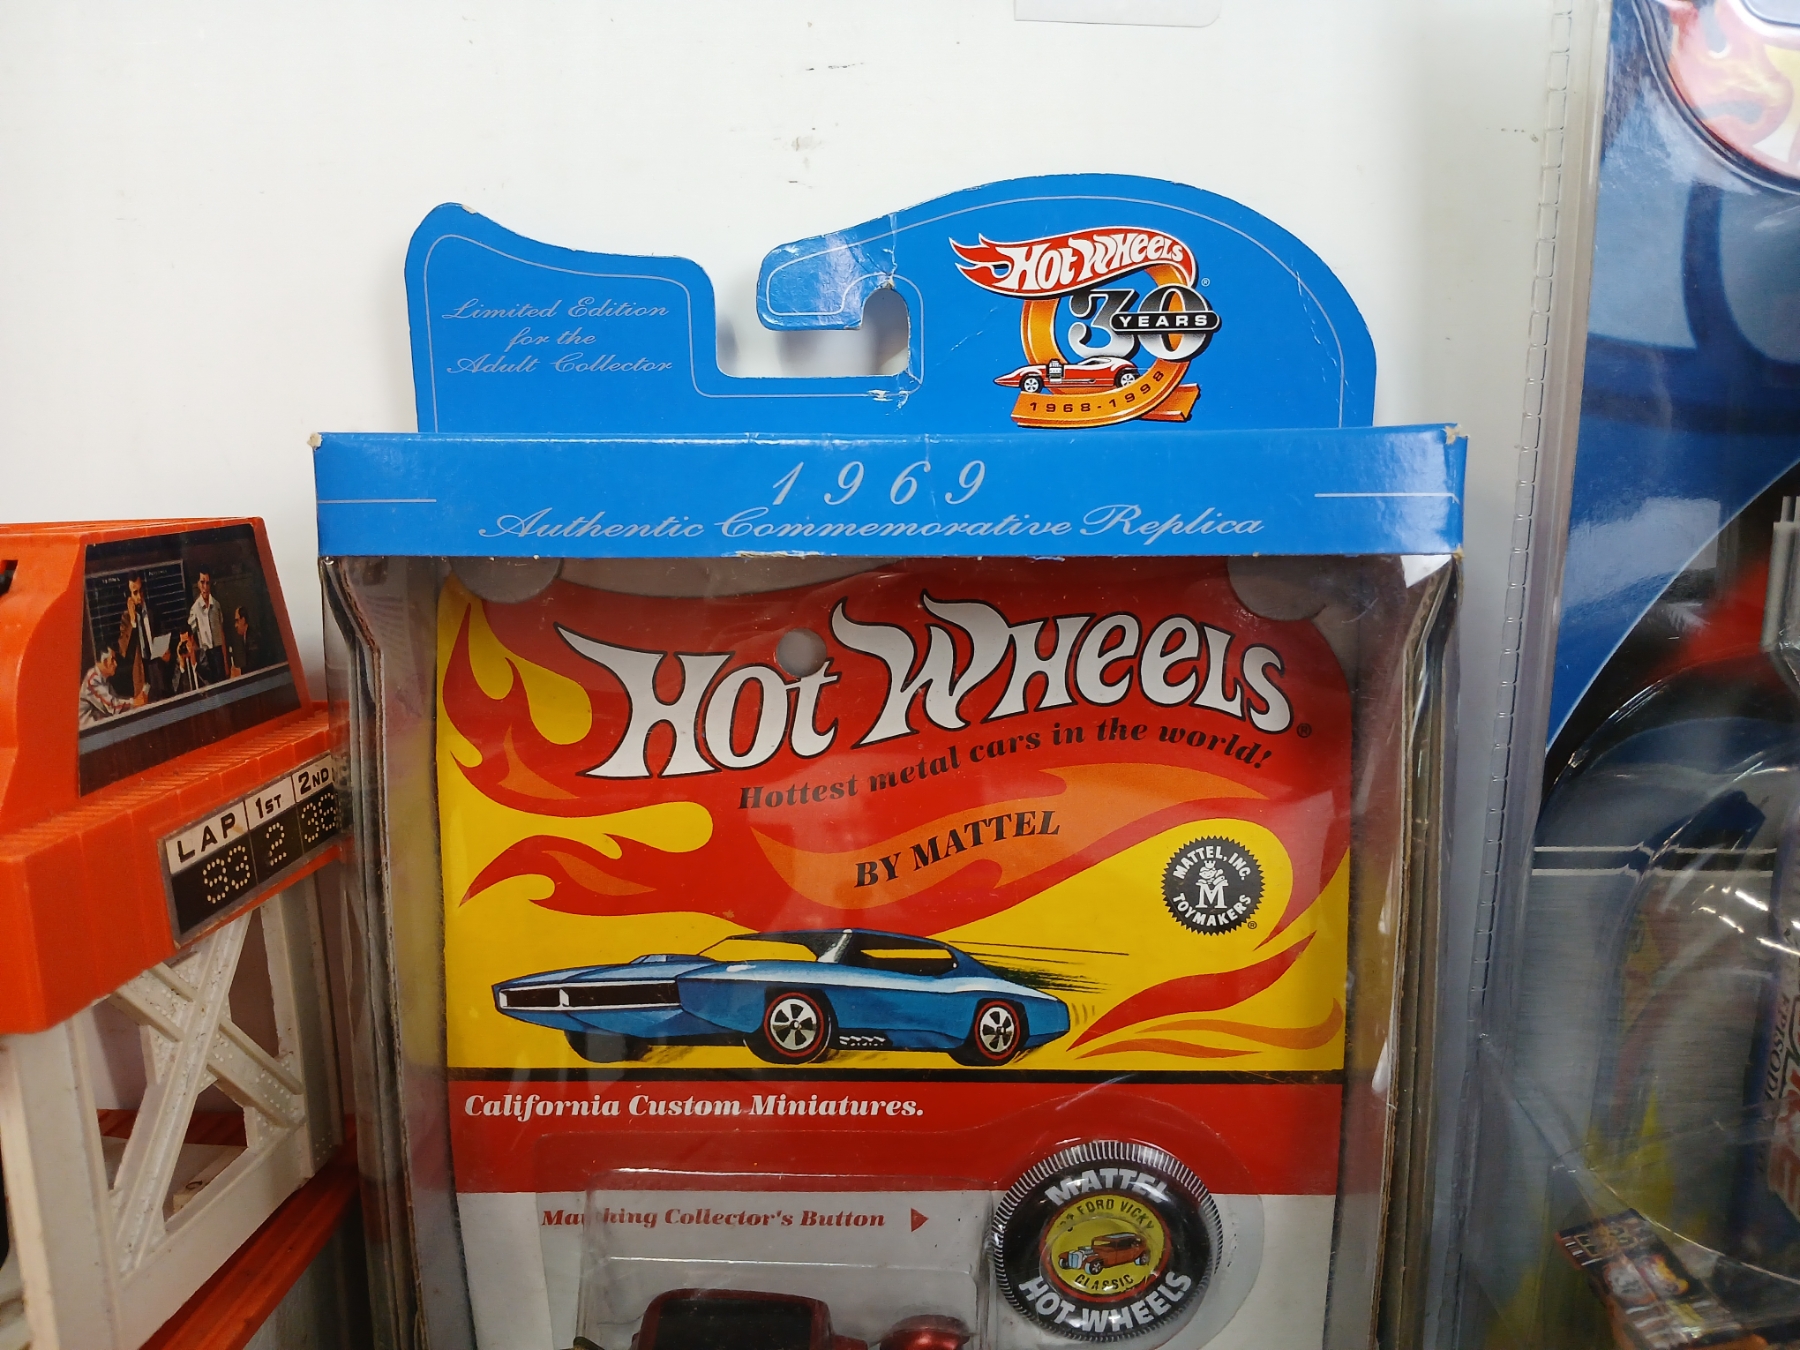 Limited Edition
for the
Adult Collector
HOT WHEELS®
30
YEARS
1968-1998
1969
Authentic Commemorative Replica
HOT WHEELS®
Hottest metal cars in the world!
BY MATTEL
MATTEL, INC.
M
TOYMAKERS®
California Custom Miniatures.
Matching Collector's Button
MATTEL
FORD VICKY
CLASSIC
HOT WHEELS
LAP 1ST 2ND
93 2